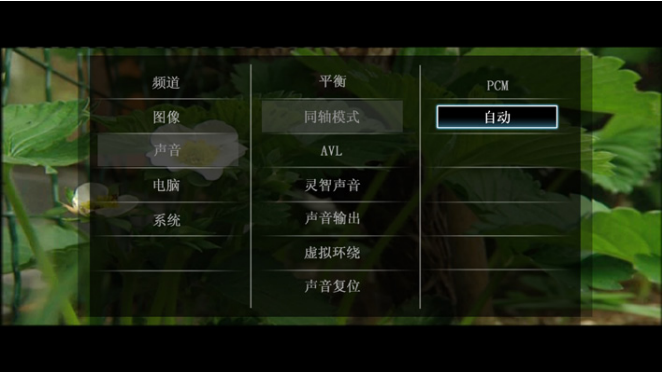 频道
图像
声音
电脑
系统
平衡
同轴模式
AVL
灵智声音
声音输出
虚拟环绕
声音复位
PCM
自动